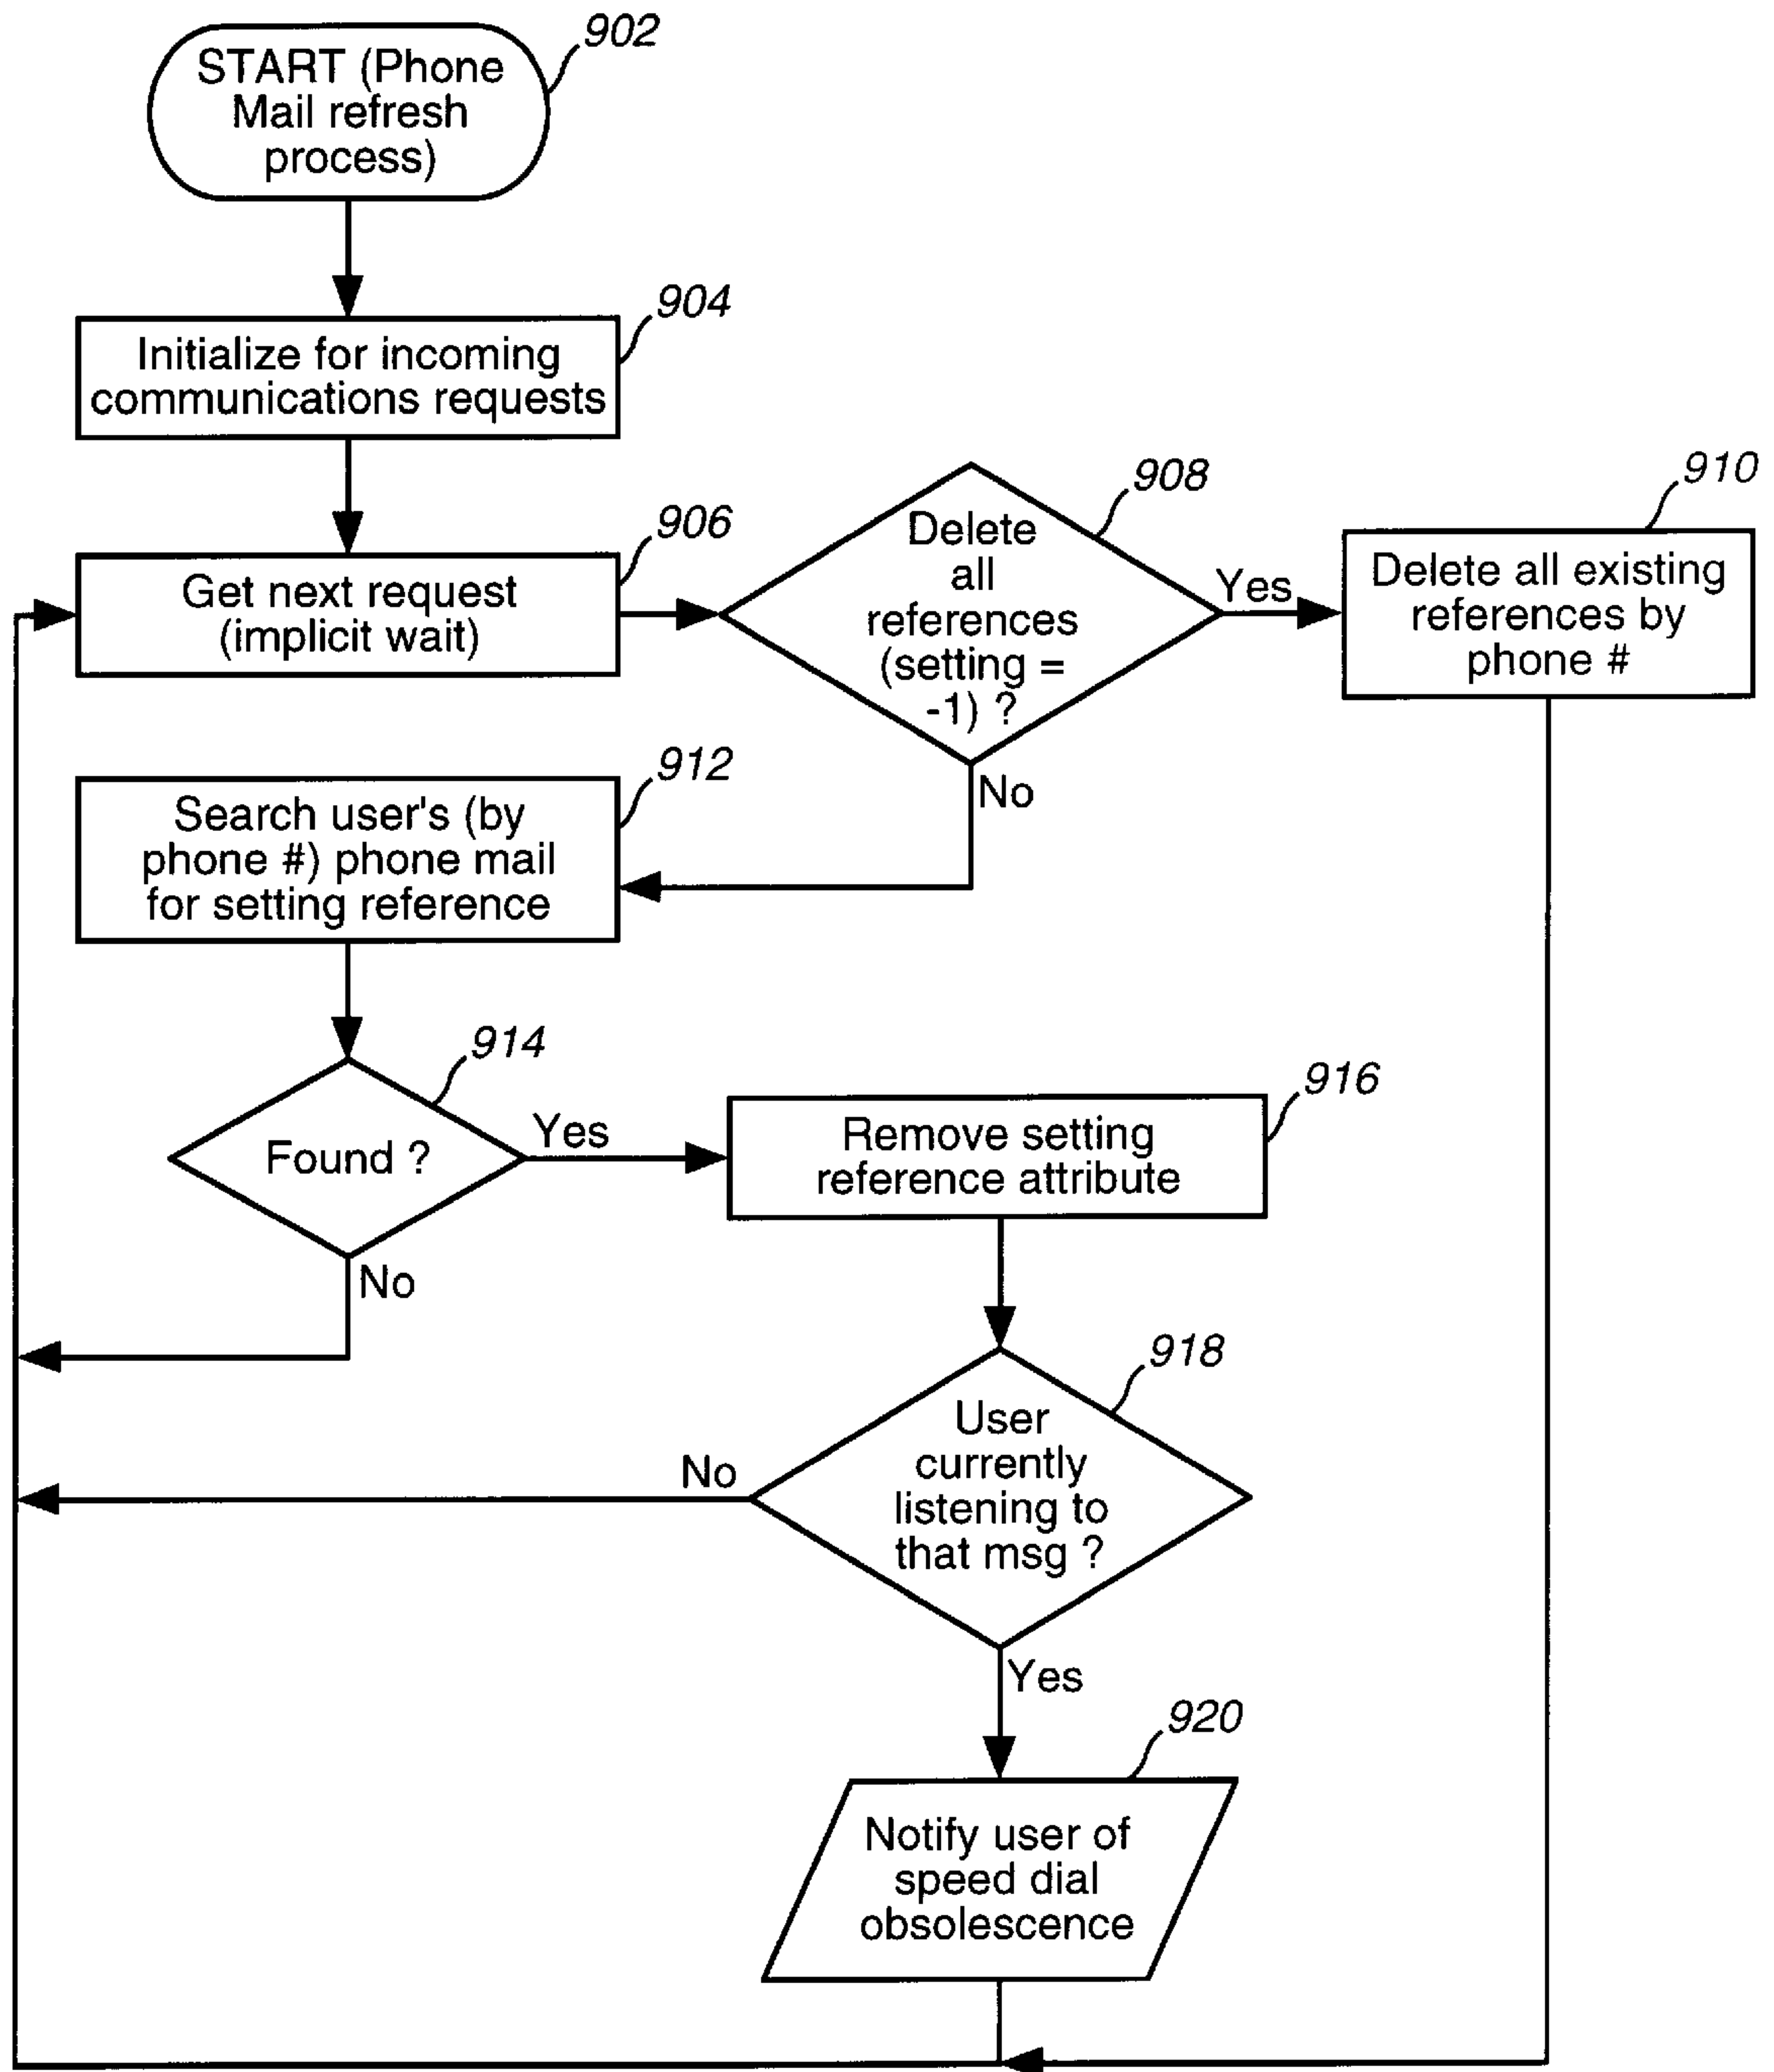 902
START (Phone
Mail refresh
process)
904
Initialize for incoming
communications requests
906
Get next request
(implicit wait)
908
Delete
all
references
(setting =
-1) ?
Yes
No
910
Delete all existing
references by
phone #
912
Search user's (by
phone #) phone mail
for setting reference
914
Found ?
Yes
No
916
Remove setting
reference attribute
918
User
currently
listening to
that msg ?
No
Yes
920
Notify user of
speed dial
obsolescence